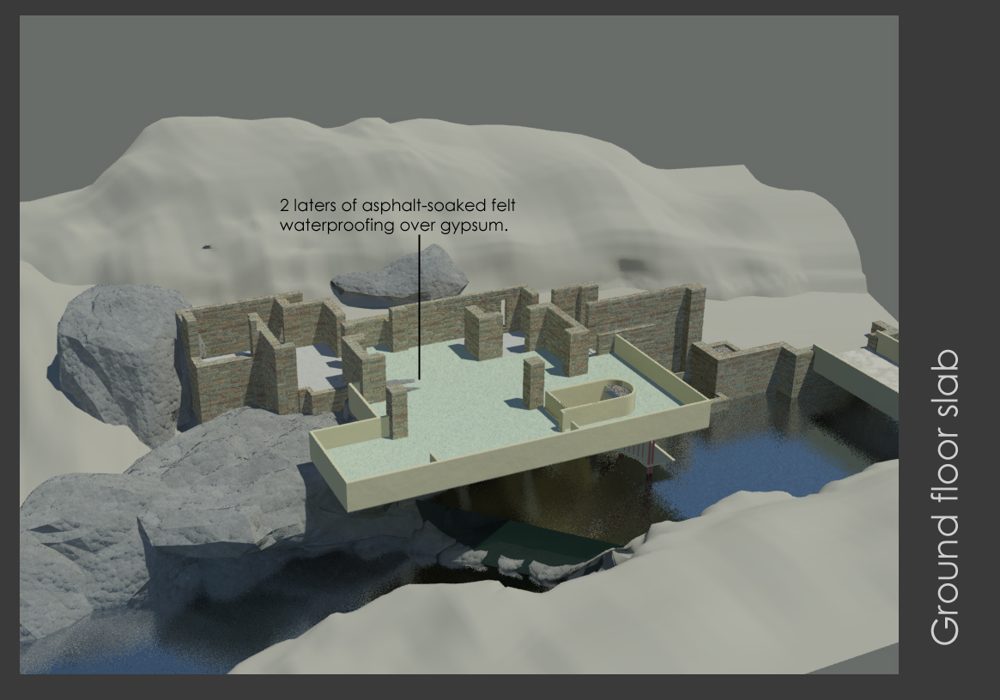 2 laters of asphalt-soaked felt
waterproofing over gypsum.
Ground floor slab